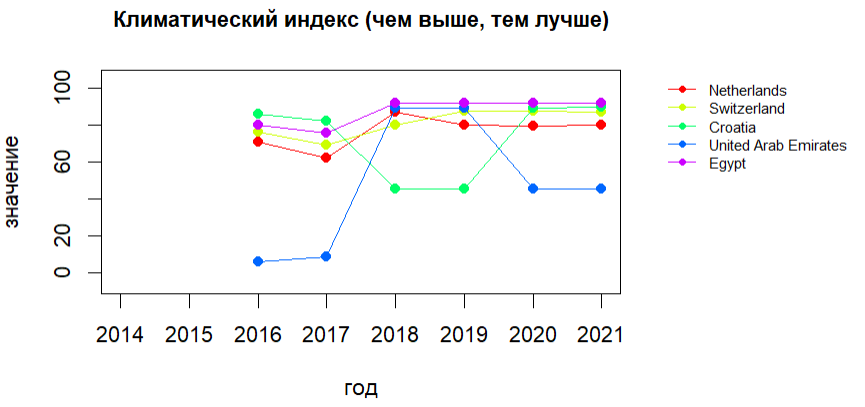 Климатический индекс (чем выше, тем лучше)
100
60
20
0
значение
2014 2015 2016 2017 2018 2019 2020 2021
год
Netherlands
Switzerland
Croatia
United Arab Emirates
Egypt